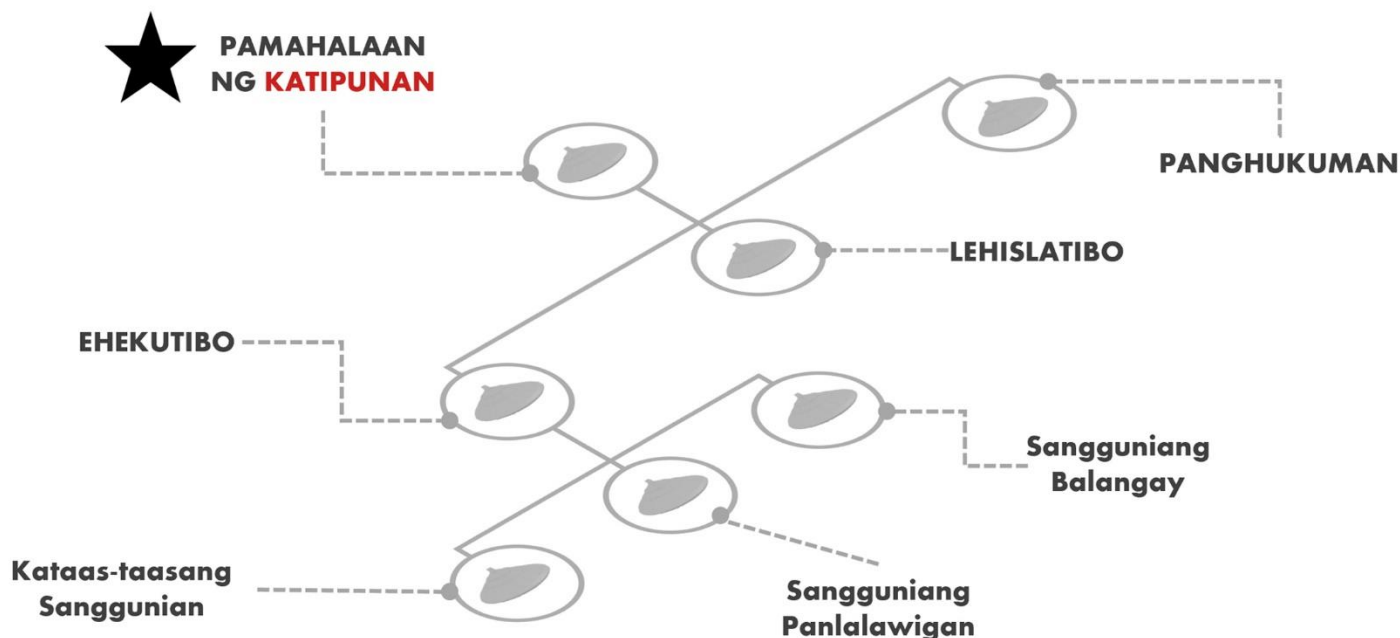 PAMAHALAAN
NG KATIPUNAN
PANGHUKUMAN
LEHISLATIBO
EHEKUTIBO
Sangguniang
Balangay
Kataas-taasang
Sanggunian
Sangguniang
Panlalawigan